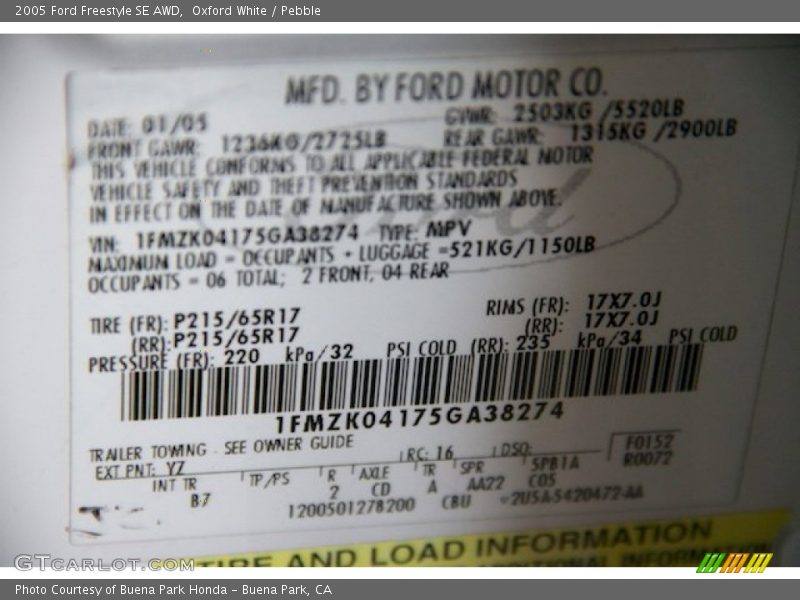 2005 Ford Freestyle SE AWD,  Oxford White / Pebble
MFD. BY FORD MOTOR CO.
DATE: 01/05 GVWR: 2503KG /5520LB
FRONT GAWR: 1236KG/2725LB REAR GAWR: 1315KG /2900LB
THIS VEHICLE CONFORMS TO ALL APPLICABLE FEDERAL MOTOR
VEHICLE SAFETY AND THEFT PREVENTION STANDARDS
IN EFFECT ON THE DATE OF MANUFACTURE SHOWN ABOVE.
VIN: 1FMZK04175GA38274 TYPE: MPV
MAXIMUM LOAD = OCCUPANTS + LUGGAGE =521KG/1150LB
OCCUPANTS = 06 TOTAL; 2 FRONT, 04 REAR
TIRE (FR): P215/65R17 RIMS (FR): 17X7.0J
(RR): P215/65R17 (RR): 17X7.0J
PRESSURE (FR): 220 kPa/32 PSI COLD (RR): 235 kPa/34 PSI COLD
1FMZK04175GA38274
TRAILER TOWING - SEE OWNER GUIDE
EXT PNT: YZ RC: 16 DSO: F0152
R0072
INT TR TP/PS R AXLE TR SPR 5PB1A
B7 2 CD A AA22 C05
1200501278200 CBU 2U5A-5420472-AA
TIRE AND LOAD INFORMATION
ADDITIONAL INFORMATION
GTCARLOT.COM
Photo Courtesy of Buena Park Honda - Buena Park, CA